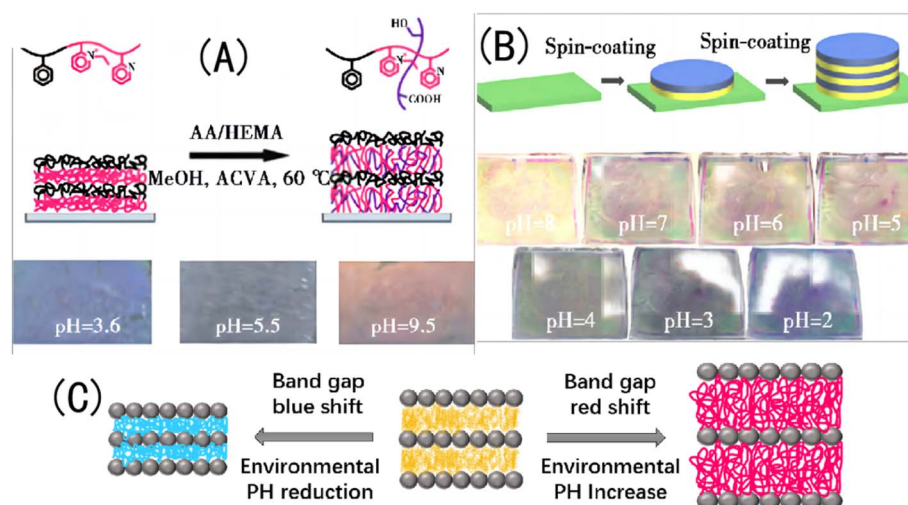 (A)
HO
N
N
N
N
COOH
AA/HEMA
MeOH, ACVA, 60 ℃
pH=3.6
pH=5.5
pH=9.5
(B)
Spin-coating
Spin-coating
pH=8
pH=7
pH=6
pH=5
pH=4
pH=3
pH=2
(C)
Band gap
blue shift
Environmental
PH reduction
Band gap
red shift
Environmental
PH Increase